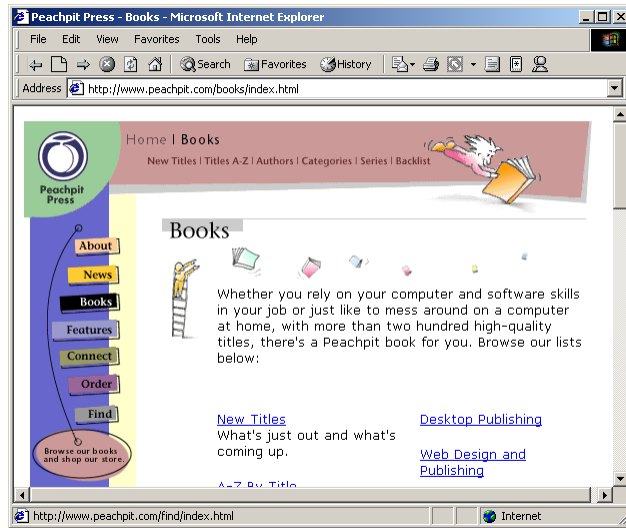 Peachpit Press - Books - Microsoft Internet Explorer
File Edit View Favorites Tools Help
Search Favorites History
Address http://www.peachpit.com/books/index.html
Home | Books
New Titles | Titles A-Z | Authors | Categories | Series | Backlist
Peachpit
Press
Books
About
News
Books
Features
Connect
Order
Find
Browse our books
and shop our store.
Whether you rely on your computer and software skills
in your job or just like to mess around on a computer
at home, with more than two hundred high-quality
titles, there's a Peachpit book for you. Browse our lists
below:
New Titles
What's just out and what's
coming up.
A-Z By Title
Desktop Publishing
Web Design and
Publishing
http://www.peachpit.com/find/index.html
Internet